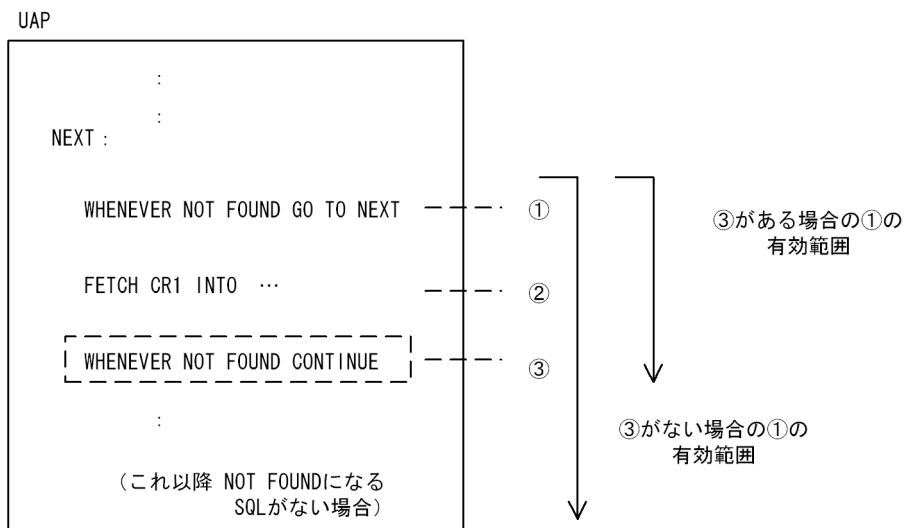 UAP
:
:
NEXT:
WHENEVER NOT FOUND GO TO NEXT
①
③がある場合の①の
有効範囲
FETCH CR1 INTO …
②
WHENEVER NOT FOUND CONTINUE
③
:
③がない場合の①の
有効範囲
(これ以降 NOT FOUNDになる
SQLがない場合)